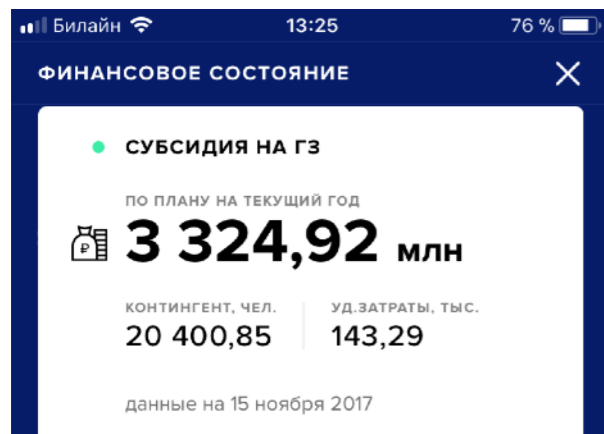 Билайн 13:25 76 %
ФИНАНСОВОЕ СОСТОЯНИЕ
СУБСИДИЯ НА ГЗ
ПО ПЛАНУ НА ТЕКУЩИЙ ГОД
₽ 3 324,92 млн
КОНТИНГЕНТ, ЧЕЛ. УД.ЗАТРАТЫ, ТЫС.
20 400,85 143,29
данные на 15 ноября 2017